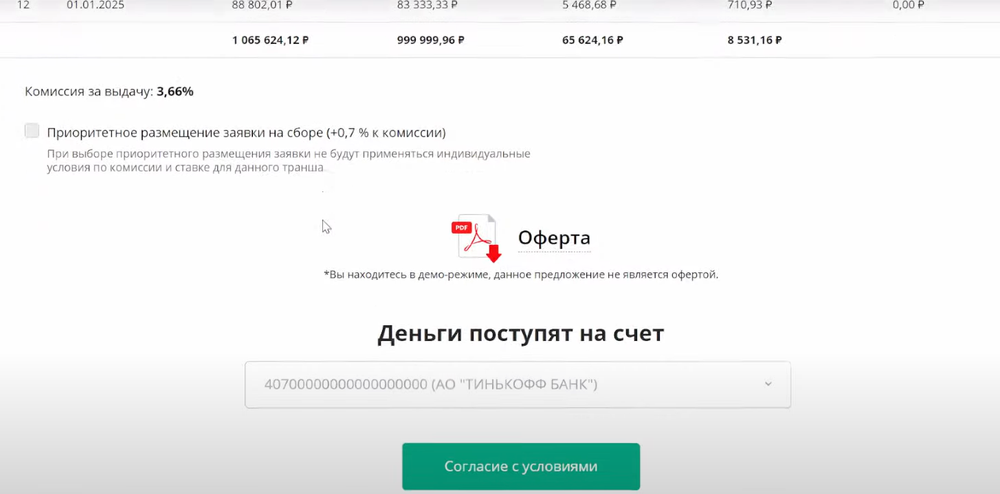 12 01.01.2025 88 802,01 ₽ 83 333,33 ₽ 5 468,68 ₽ 710,93 ₽ 0,00 ₽
1 065 624,12 ₽ 999 999,96 ₽ 65 624,16 ₽ 8 531,16 ₽
Комиссия за выдачу: 3,66%
Приоритетное размещение заявки на сборе (+0,7 % к комиссии)
При выборе приоритетного размещения заявки не будут применяться индивидуальные
условия по комиссии и ставке для данного транша
PDF
Оферта
*Вы находитесь в демо-режиме, данное предложение не является офертой.
Деньги поступят на счет
40700000000000000000 (АО "ТИНЬКОФФ БАНК")
Согласие с условиями